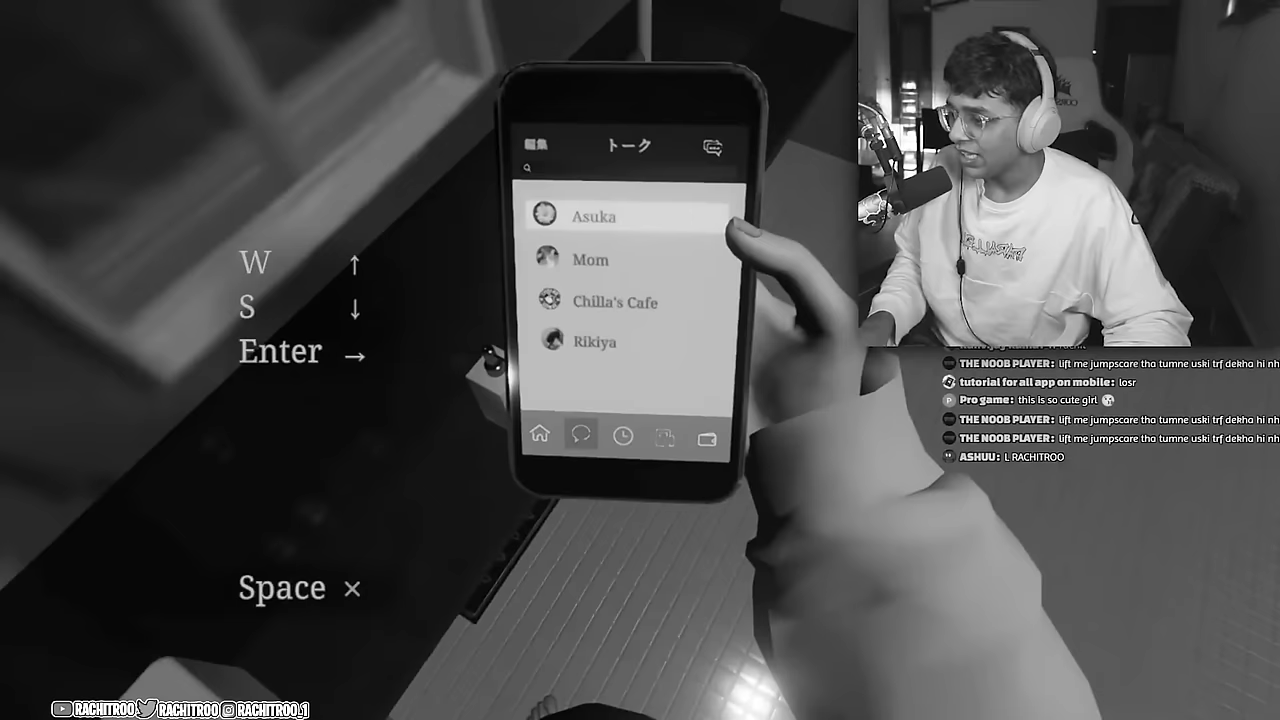 編集 トーク
Asuka
Mom
Chilla's Cafe
Rikiya
W ↑
S ↓
Enter →
Space ×
THE NOOB PLAYER: lift me jumpscare tha tumne uski trf dekha hi nh
tutorial for all app on mobile: losr
Pro game: this is so cute girl
THE NOOB PLAYER: lift me jumpscare tha tumne uski trf dekha hi nh
THE NOOB PLAYER: lift me jumpscare tha tumne uski trf dekha hi nh
ASHUU: L RACHITROO
RACHITROO RACHITROO RACHITROO_1